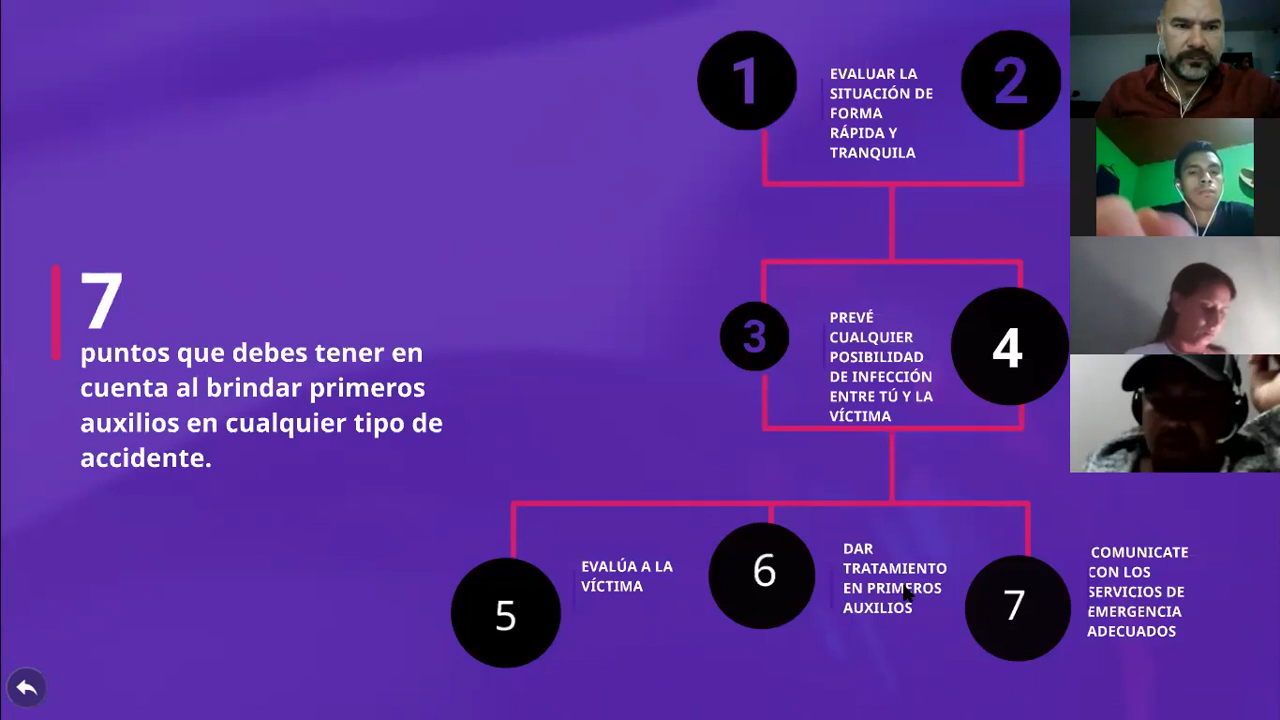 7
puntos que debes tener en
cuenta al brindar primeros
auxilios en cualquier tipo de
accidente.
1
EVALUAR LA
SITUACIÓN DE
FORMA
RÁPIDA Y
TRANQUILA
2
3
PREVÉ
CUALQUIER
POSIBILIDAD
DE INFECCIÓN
ENTRE TÚ Y LA
VÍCTIMA
4
5
EVALÚA A LA
VÍCTIMA
6
DAR
TRATAMIENTO
EN PRIMEROS
AUXILIOS
7
COMUNICATE
CON LOS
SERVICIOS DE
EMERGENCIA
ADECUADOS